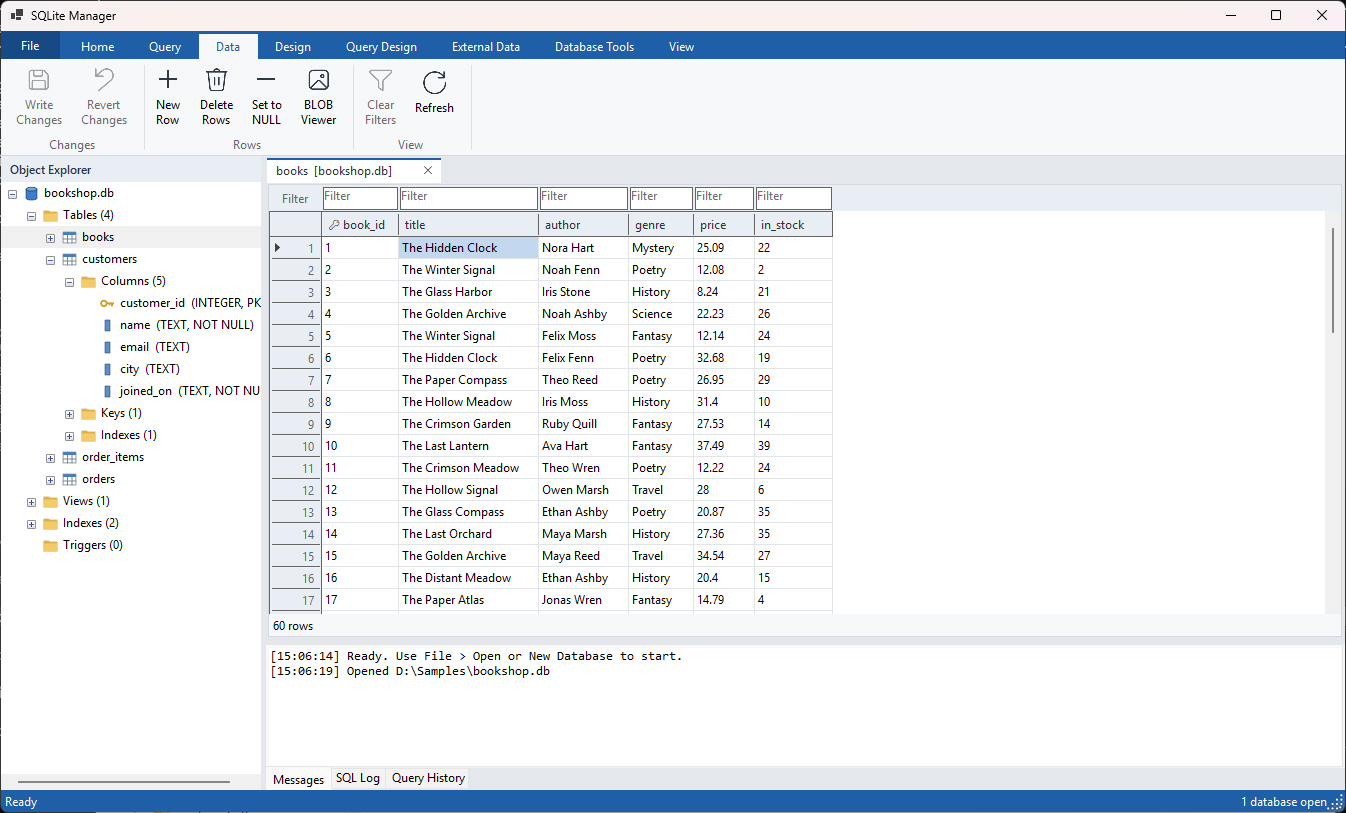 SQLite Manager
File Home Query Data Design Query Design External Data Database Tools View
Write Changes
Revert Changes
New Row
Delete Rows
Set to NULL
BLOB Viewer
Clear Filters
Refresh
Changes Rows View
Object Explorer
bookshop.db
Tables (4)
books
customers
Columns (5)
customer_id (INTEGER, PK
name (TEXT, NOT NULL)
email (TEXT)
city (TEXT)
joined_on (TEXT, NOT NU
Keys (1)
Indexes (1)
order_items
orders
Views (1)
Indexes (2)
Triggers (0)
books [bookshop.db]
Filter Filter Filter Filter Filter Filter Filter
book_id title author genre price in_stock
1 1 The Hidden Clock Nora Hart Mystery 25.09 22
2 2 The Winter Signal Noah Fenn Poetry 12.08 2
3 3 The Glass Harbor Iris Stone History 8.24 21
4 4 The Golden Archive Noah Ashby Science 22.23 26
5 5 The Winter Signal Felix Moss Fantasy 12.14 24
6 6 The Hidden Clock Felix Fenn Poetry 32.68 19
7 7 The Paper Compass Theo Reed Poetry 26.95 29
8 8 The Hollow Meadow Iris Moss History 31.4 10
9 9 The Crimson Garden Ruby Quill Fantasy 27.53 14
10 10 The Last Lantern Ava Hart Fantasy 37.49 39
11 11 The Crimson Meadow Theo Wren Poetry 12.22 24
12 12 The Hollow Signal Owen Marsh Travel 28 6
13 13 The Glass Compass Ethan Ashby Poetry 20.87 35
14 14 The Last Orchard Maya Marsh History 27.36 35
15 15 The Golden Archive Maya Reed Travel 34.54 27
16 16 The Distant Meadow Ethan Ashby History 20.4 15
17 17 The Paper Atlas Jonas Wren Fantasy 14.79 4
60 rows
[15:06:14] Ready. Use File > Open or New Database to start.
[15:06:19] Opened D:\Samples\bookshop.db
Messages SQL Log Query History
Ready 1 database open